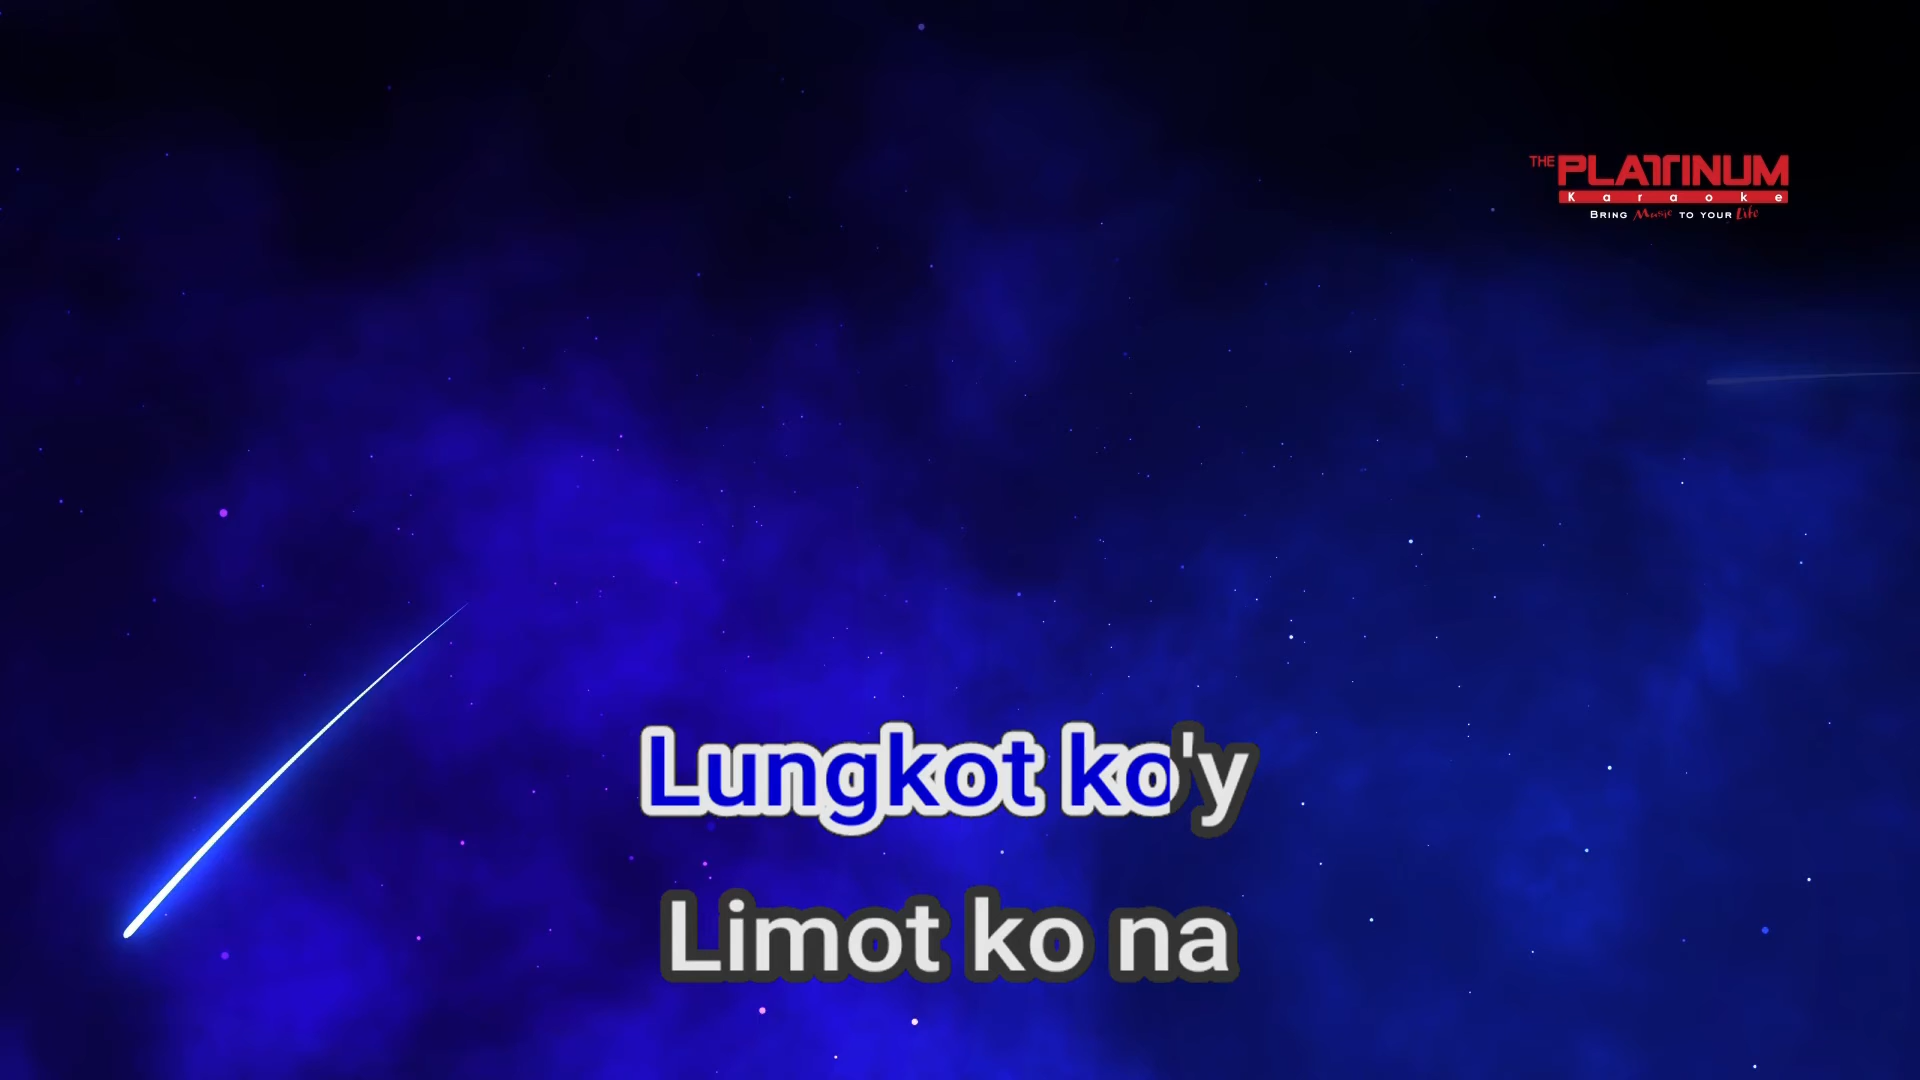 THE PLATINUM
Karaoke
BRING Music TO YOUR Life
Lungkot ko'y
Limot ko na